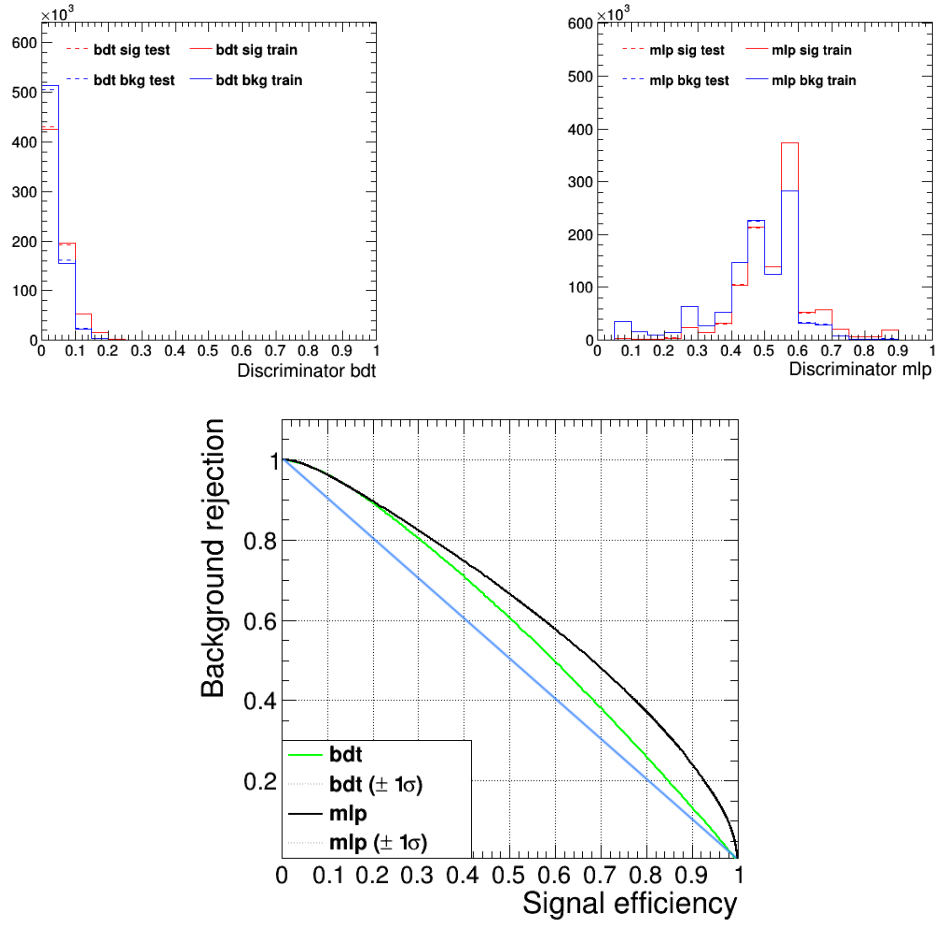 ×10³
600
500
400
300
200
100
0
bdt sig test
bdt sig train
bdt bkg test
bdt bkg train
0 0.1 0.2 0.3 0.4 0.5 0.6 0.7 0.8 0.9 1
Discriminator bdt
×10³
600
500
400
300
200
100
0
mlp sig test
mlp sig train
mlp bkg test
mlp bkg train
0 0.1 0.2 0.3 0.4 0.5 0.6 0.7 0.8 0.9 1
Discriminator mlp
Background rejection
1
0.8
0.6
0.4
0.2
bdt
bdt (± 1σ)
mlp
mlp (± 1σ)
0 0.1 0.2 0.3 0.4 0.5 0.6 0.7 0.8 0.9 1
Signal efficiency